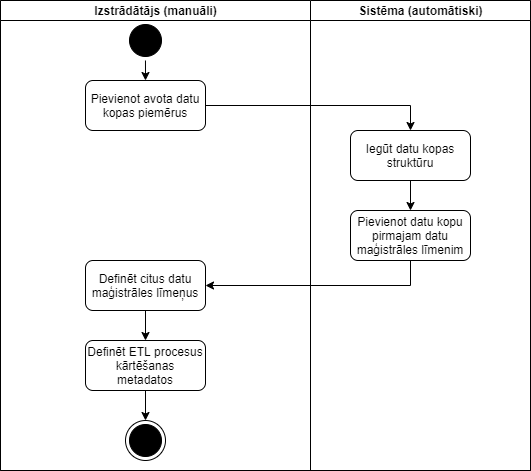 Izstrādātājs (manuāli)
Sistēma (automātiski)
Pievienot avota datu
kopas piemērus
Iegūt datu kopas
struktūru
Pievienot datu kopu
pirmajam datu
maģistrāles līmenim
Definēt citus datu
maģistrāles līmeņus
Definēt ETL procesus
kārtēšanas
metadatos